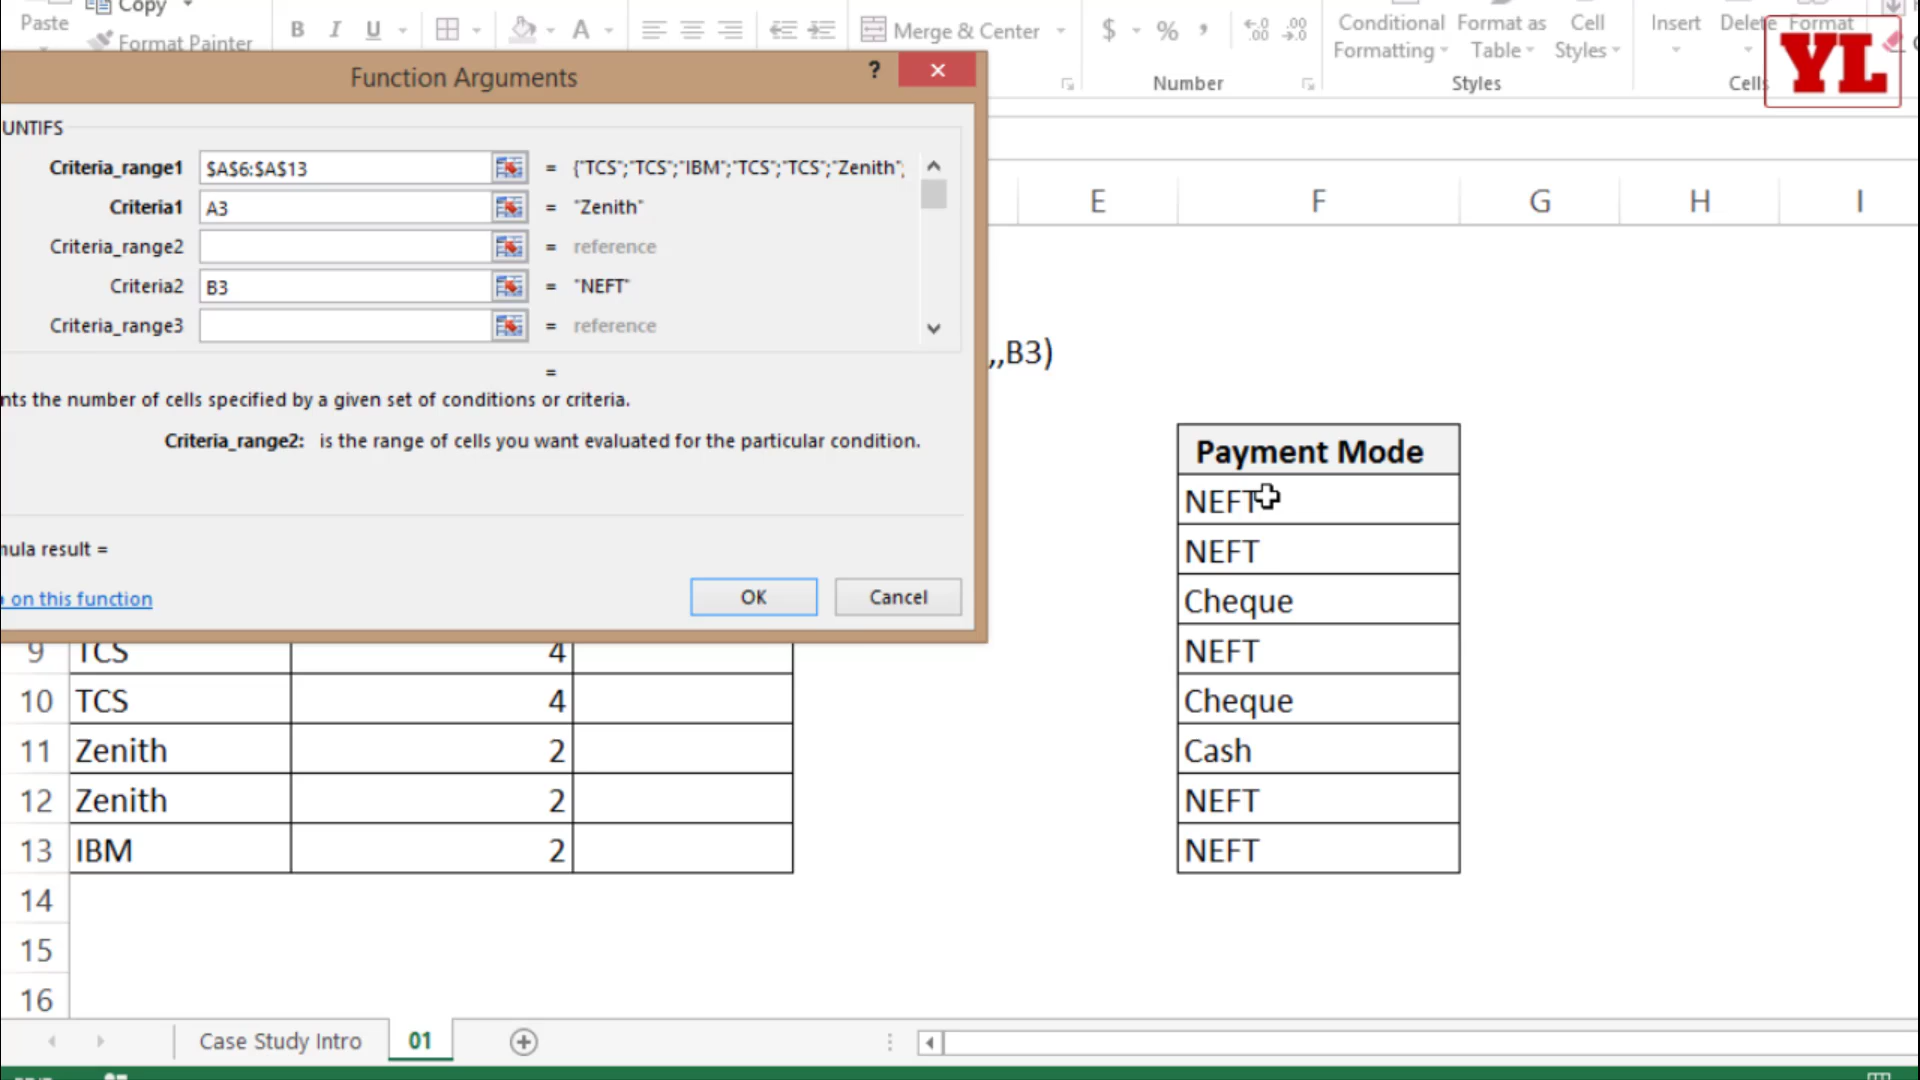 Paste
Copy
Format Painter
B I U
A
Merge & Center
$ % ,
Conditional Formatting
Format as Table
Cell Styles
Insert
Delete
Format
Number
Styles
Cells
YL
Function Arguments
?
UNTIFS
Criteria_range1 $A$6:$A$13 = {"TCS";"TCS";"IBM";"TCS";"TCS";"Zenith";
Criteria1 A3 = "Zenith"
Criteria_range2 = reference
Criteria2 B3 = "NEFT"
Criteria_range3 = reference
=
nts the number of cells specified by a given set of conditions or criteria.
Criteria_range2: is the range of cells you want evaluated for the particular condition.
mula result =
on this function
OK
Cancel
E F G H I
,,B3)
Payment Mode
NEFT
NEFT
Cheque
NEFT
Cheque
Cash
NEFT
NEFT
9 TCS 4
10 TCS 4
11 Zenith 2
12 Zenith 2
13 IBM 2
14
15
16
Case Study Intro
01